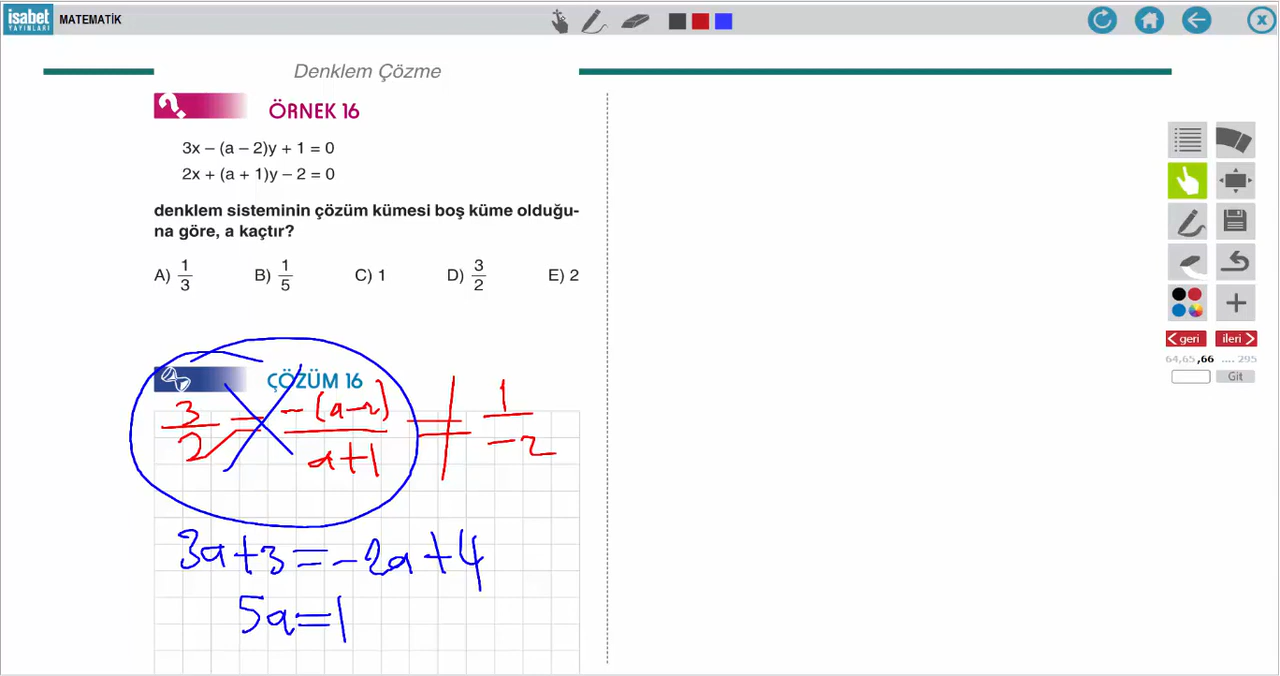 isabet
YAYINLARI
MATEMATİK
Denklem Çözme
ÖRNEK 16
3x – (a – 2)y + 1 = 0
2x + (a + 1)y – 2 = 0
denklem sisteminin çözüm kümesi boş küme olduğu-
na göre, a kaçtır?
A) 1/3 B) 1/5 C) 1 D) 3/2 E) 2
ÇÖZÜM 16
3/2 = -(a-2)/a+1 ≠ 1/-2
3a+3=-2a+4
5a=1
geri ileri
64,65,66 .... 295
Git